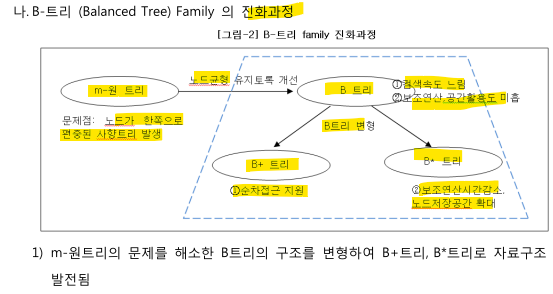 나. B-트리 (Balanced Tree) Family 의 진화과정
[그림-2] B-트리 family 진화과정
m-원 트리
노드균형 유지토록 개선
B 트리
①검색속도 느림
②보조연산,공간활용도 미흡
문제점: 노드가 한쪽으로
편중된 사향트리 발생
B트리 변형
B+ 트리
B* 트리
①순차접근 지원
②보조연산시간감소,
노드저장공간 확대
1) m-원트리의 문제를 해소한 B트리의 구조를 변형하여 B+트리, B*트리로 자료구조
발전됨